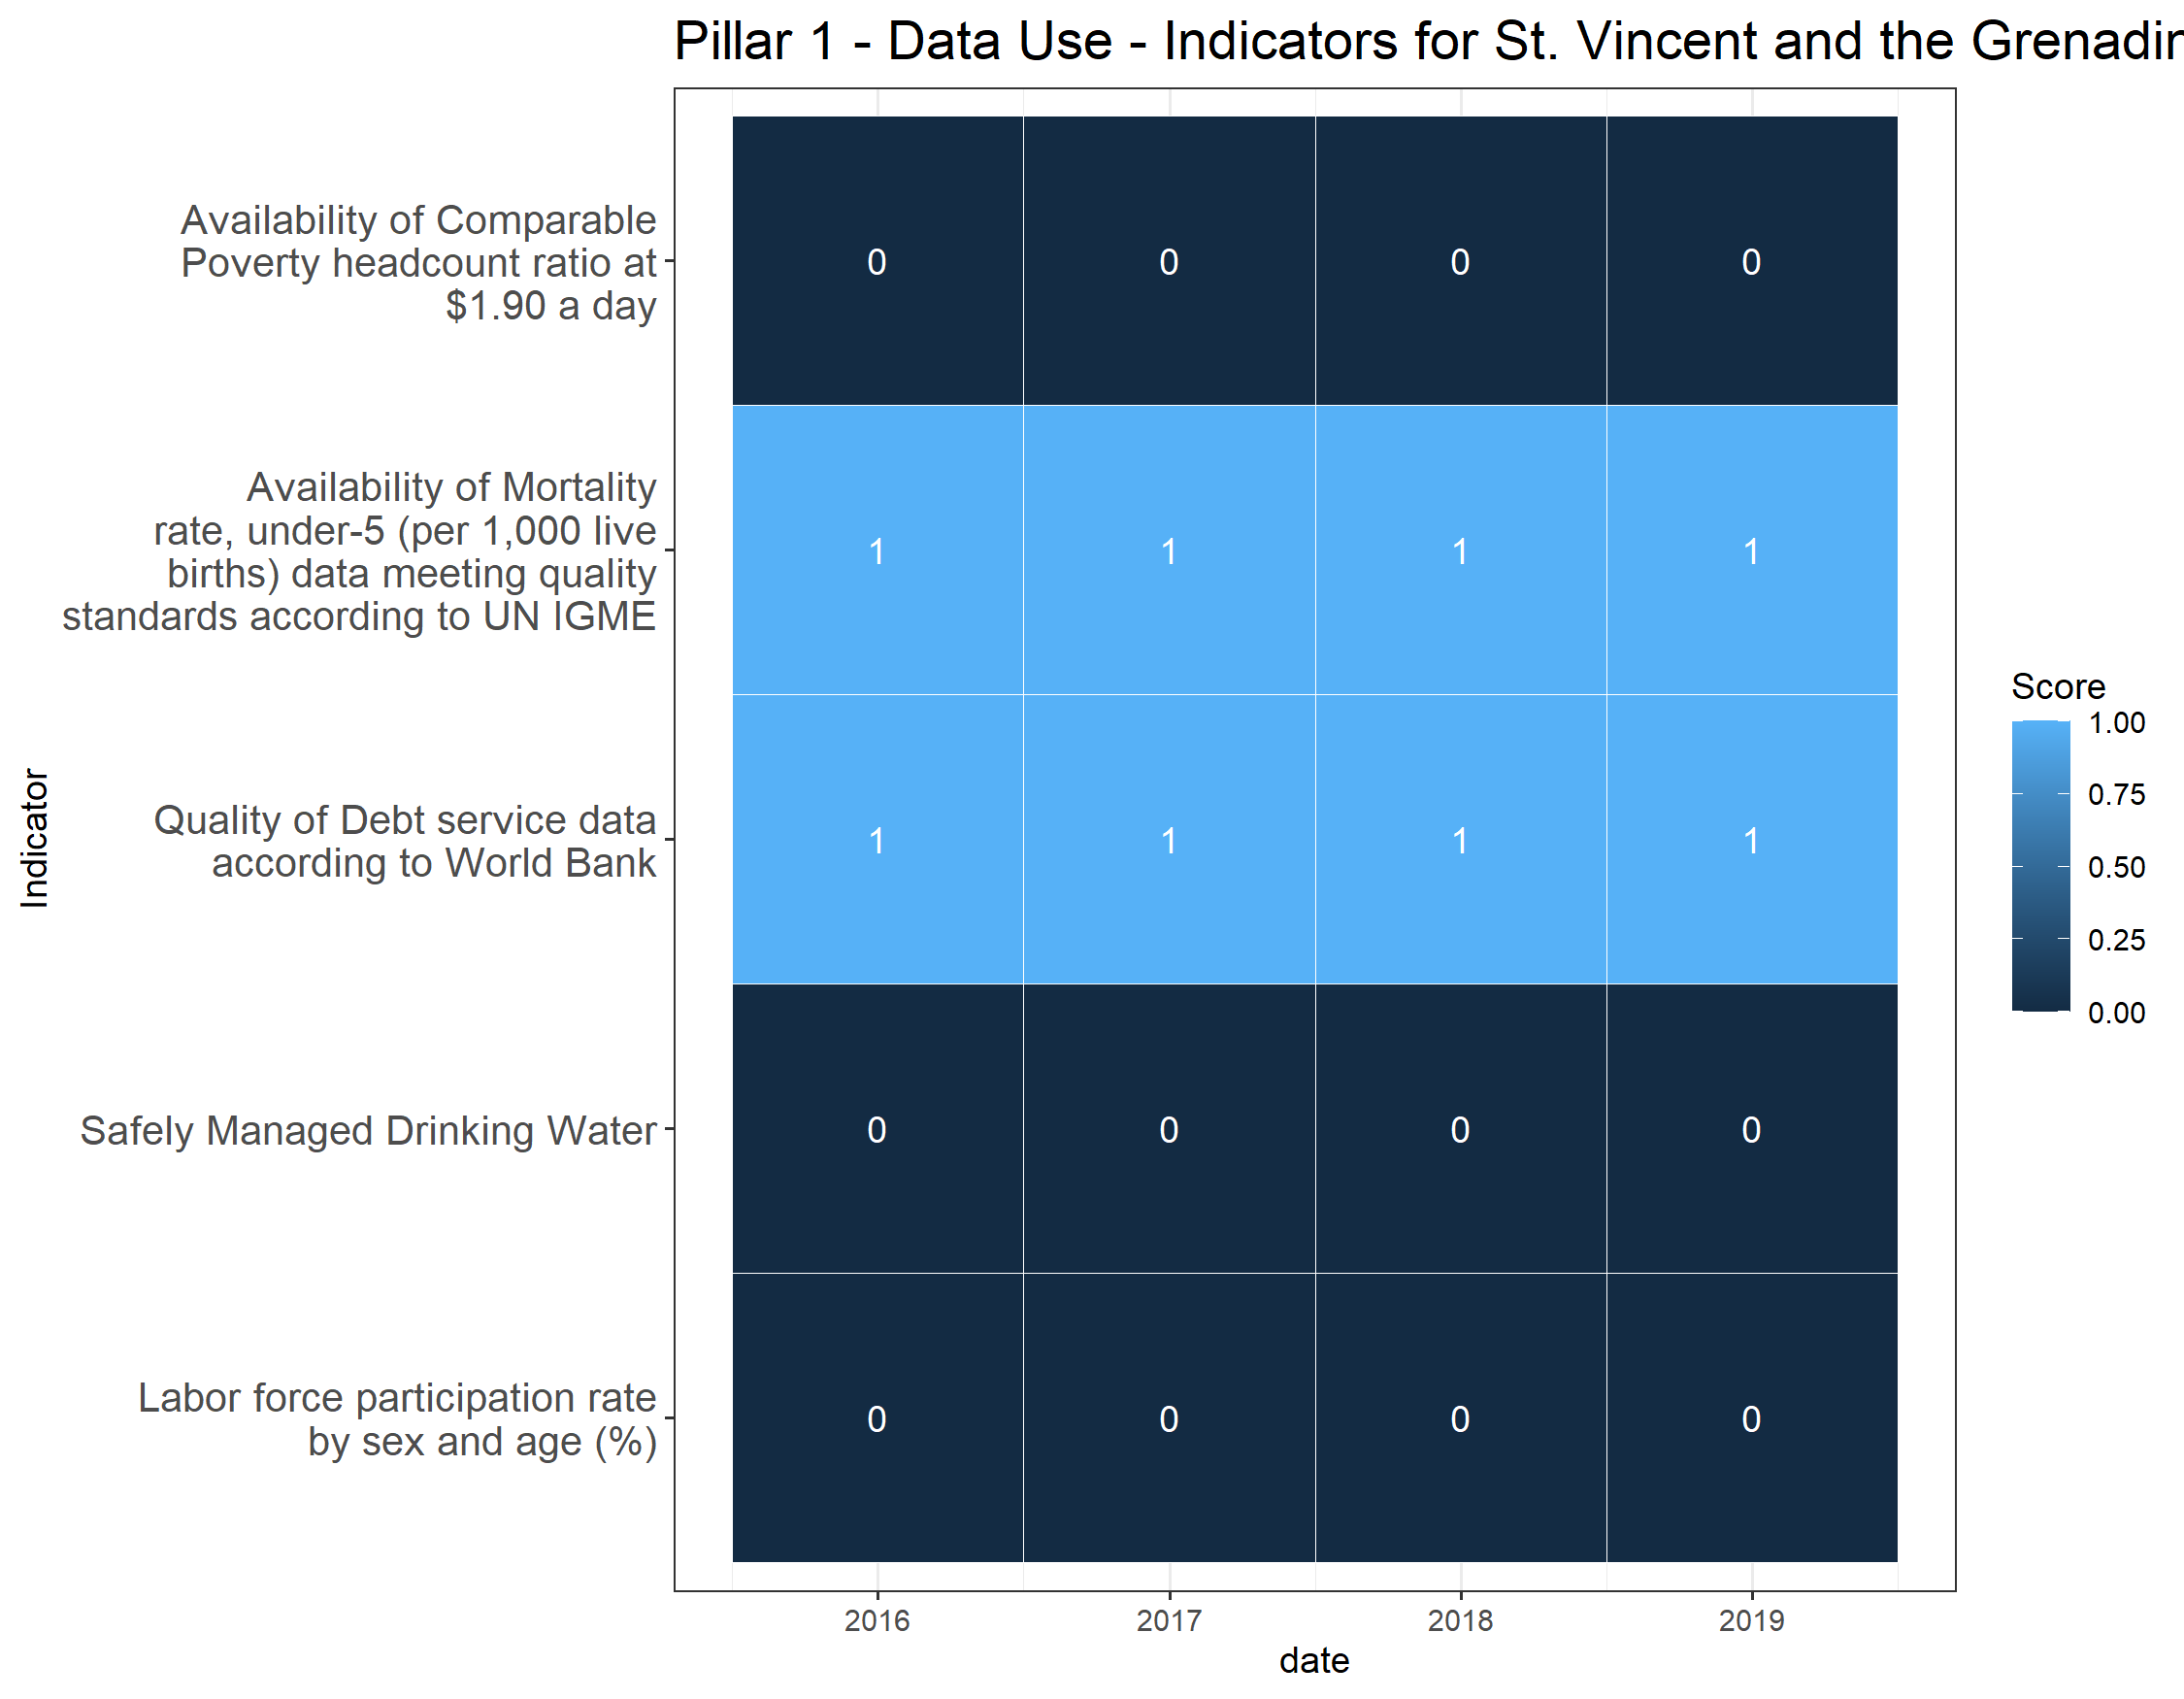 Pillar 1 - Data Use - Indicators for St. Vincent and the Grenadin
Indicator
Availability of Comparable
Poverty headcount ratio at
$1.90 a day
0 0 0 0
Availability of Mortality
rate, under-5 (per 1,000 live
births) data meeting quality
standards according to UN IGME
1 1 1 1
Quality of Debt service data
according to World Bank
1 1 1 1
Safely Managed Drinking Water
0 0 0 0
Labor force participation rate
by sex and age (%)
0 0 0 0
2016 2017 2018 2019
date
Score
1.00
0.75
0.50
0.25
0.00